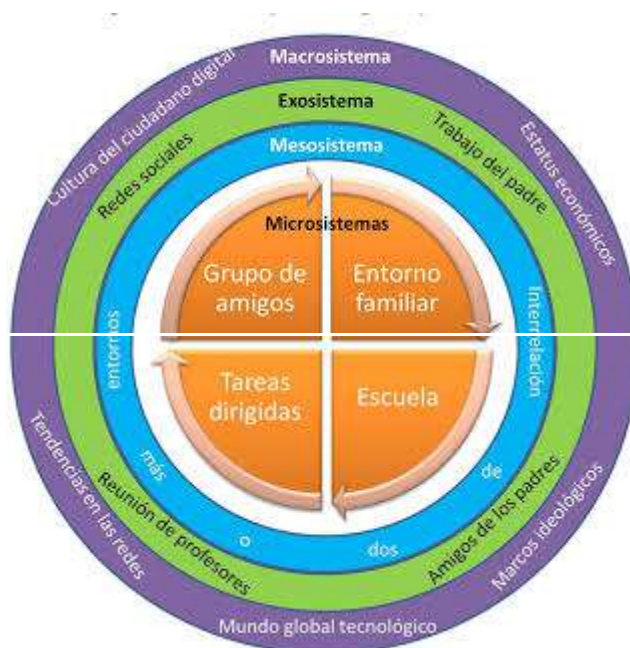 Macrosistema
Cultura del ciudadano digital
Estatus económicos
Exosistema
Redes sociales
Trabajo del padre
Mesosistema
Microsistemas
Grupo de
amigos
Entorno
familiar
Tareas
dirigidas
Escuela
Interrelación
de
dos
o
más
entornos
Reunión de profesores
Amigos de los padres
Tendencias en las redes
Marcos ideológicos
Mundo global tecnológico